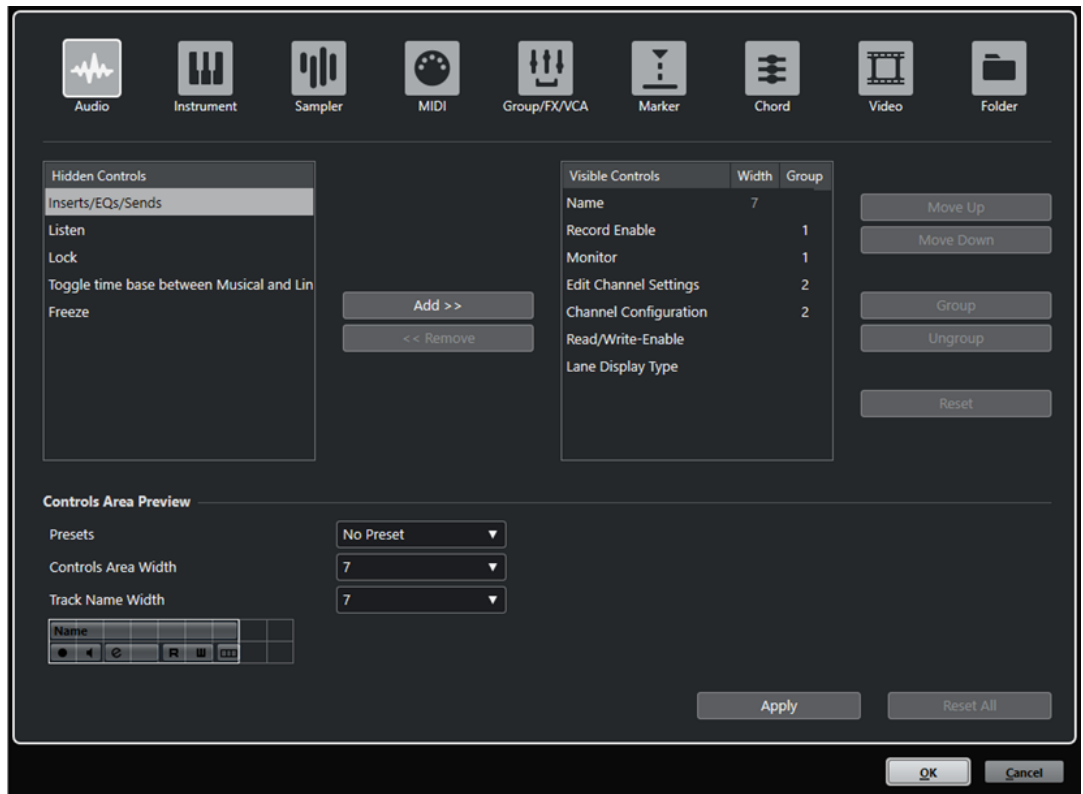 Audio Instrument Sampler MIDI Group/FX/VCA Marker Chord Video Folder
Hidden Controls
Inserts/EQs/Sends
Listen
Lock
Toggle time base between Musical and Lin
Freeze
Add >>
<< Remove
Visible Controls Width Group
Name 7
Record Enable 1
Monitor 1
Edit Channel Settings 2
Channel Configuration 2
Read/Write-Enable
Lane Display Type
Move Up
Move Down
Group
Ungroup
Reset
Controls Area Preview
Presets No Preset
Controls Area Width 7
Track Name Width 7
Name
e R W
Apply Reset All
OK Cancel